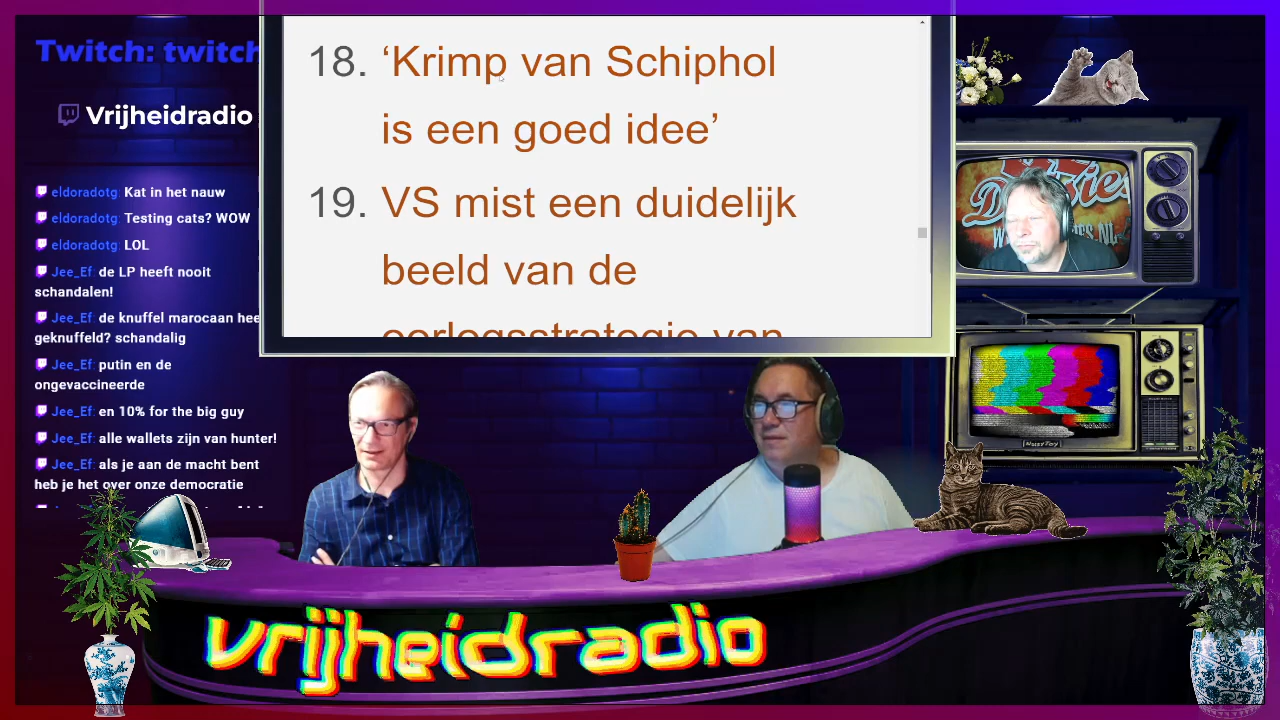 Twitch: twitch
Vrijheidradio
eldoradotg: Kat in het nauw
eldoradotg: Testing cats? WOW
eldoradotg: LOL
Jee_Ef: de LP heeft nooit
schandalen!
Jee_Ef: de knuffel marocaan hee
geknuffeld? schandalig
Jee_Ef: putin en de
ongevaccineerde
Jee_Ef: en 10% for the big guy
Jee_Ef: alle wallets zijn van hunter!
Jee_Ef: als je aan de macht bent
heb je het over onze democratie
18. ‘Krimp van Schiphol
is een goed idee’
19. VS mist een duidelijk
beeld van de
oorlogsstrategie van
vrijheidradio